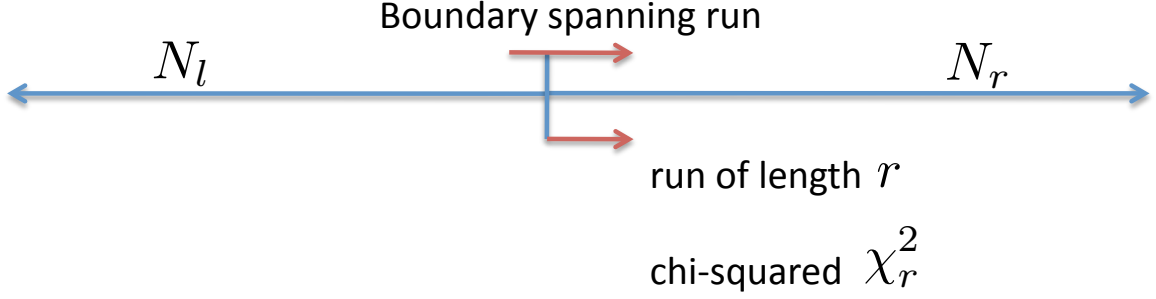 Boundary spanning run
N_l N_r
run of length r
chi-squared χ_r^2